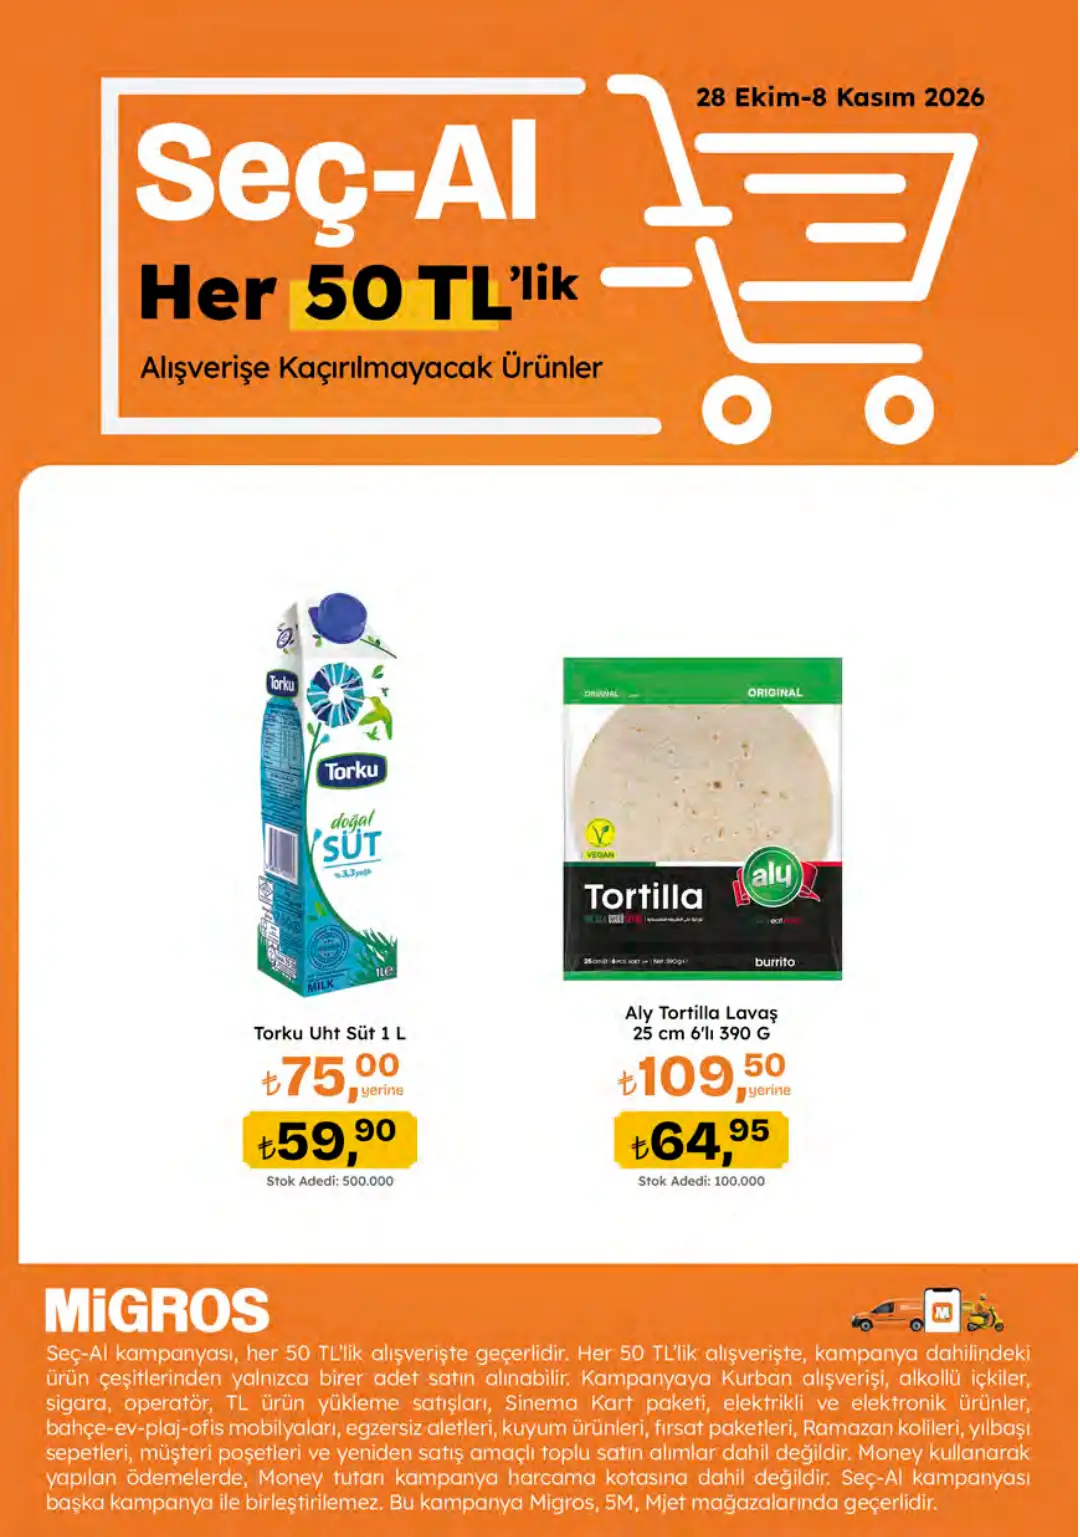 28 Ekim-8 Kasım 2026
Seç-Al
Her 50 TL'lik
Alışverişe Kaçırılmayacak Ürünler
Torku
Torku
doğal
SÜT
%3,3 yağlı
MILK
1L℮
ORIGINAL
ORIGINAL
VEGAN
aly
Tortilla
burrito
Torku Uht Süt 1 L
₺75,00
yerine
₺59,90
Stok Adedi: 500.000
Aly Tortilla Lavaş
25 cm 6'lı 390 G
₺109,50
yerine
₺64,95
Stok Adedi: 100.000
MiGROS
M
Seç-Al kampanyası, her 50 TL'lik alışverişte geçerlidir. Her 50 TL'lik alışverişte, kampanya dahilindeki
ürün çeşitlerinden yalnızca birer adet satın alınabilir. Kampanyaya Kurban alışverişi, alkollü içkiler,
sigara, operatör, TL ürün yükleme satışları, Sinema Kart paketi, elektrikli ve elektronik ürünler,
bahçe-ev-plaj-ofis mobilyaları, egzersiz aletleri, kuyum ürünleri, fırsat paketleri, Ramazan kolileri, yılbaşı
sepetleri, müşteri poşetleri ve yeniden satış amaçlı toplu satın alımlar dahil değildir. Money kullanarak
yapılan ödemelerde, Money tutarı kampanya harcama kotasına dahil değildir. Seç-Al kampanyası
başka kampanya ile birleştirilemez. Bu kampanya Migros, 5M, Mjet mağazalarında geçerlidir.